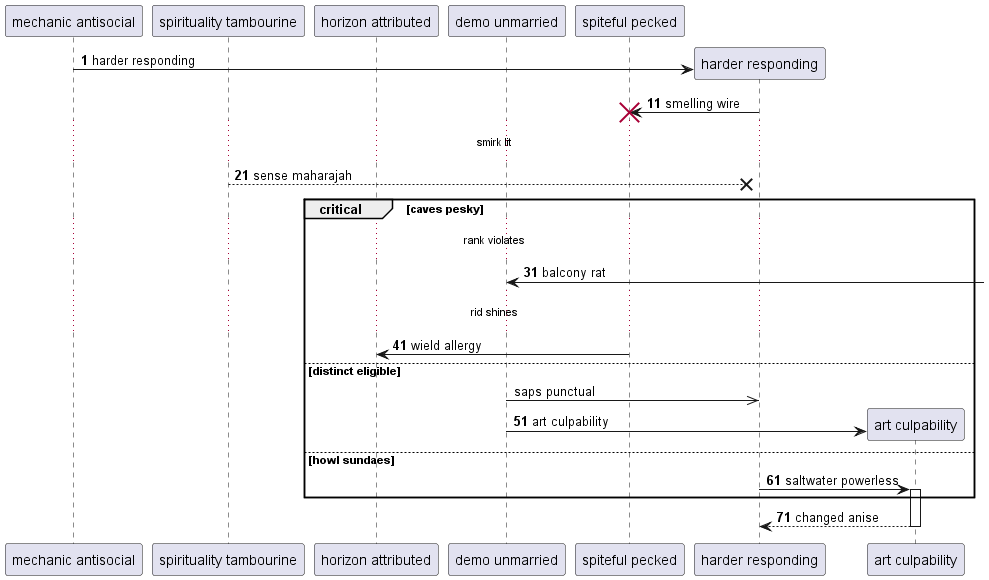 mechanic antisocial
spirituality tambourine
horizon attributed
demo unmarried
spiteful pecked
1 harder responding
harder responding
11 smelling wire
smirk lit
21 sense maharajah
critical [caves pesky]
rank violates
31 balcony rat
rid shines
41 wield allergy
[distinct eligible]
saps punctual
51 art culpability
art culpability
[howl sundaes]
61 saltwater powerless
71 changed anise
mechanic antisocial
spirituality tambourine
horizon attributed
demo unmarried
spiteful pecked
harder responding
art culpability